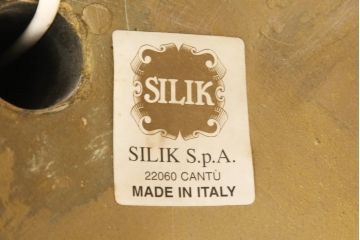 SILIK
SILIK S.p.A.
22060 CANTÙ
MADE IN ITALY